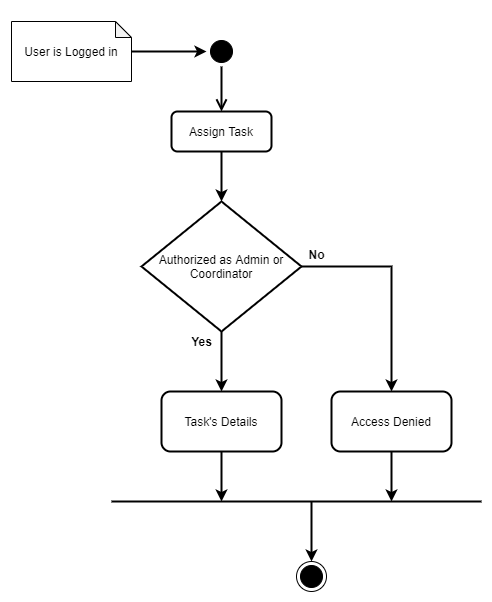 User is Logged in
Assign Task
Authorized as Admin or
Coordinator
No
Yes
Task's Details
Access Denied